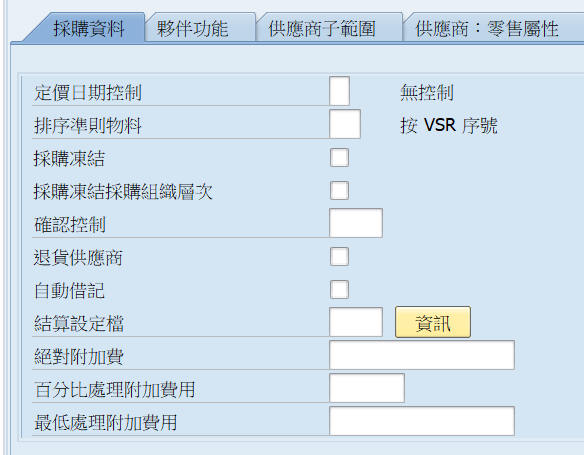 採購資料 夥伴功能 供應商子範圍 供應商：零售屬性
定價日期控制 無控制
排序準則物料 按 VSR 序號
採購凍結
採購凍結採購組織層次
確認控制
退貨供應商
自動借記
結算設定檔 資訊
絕對附加費
百分比處理附加費用
最低處理附加費用